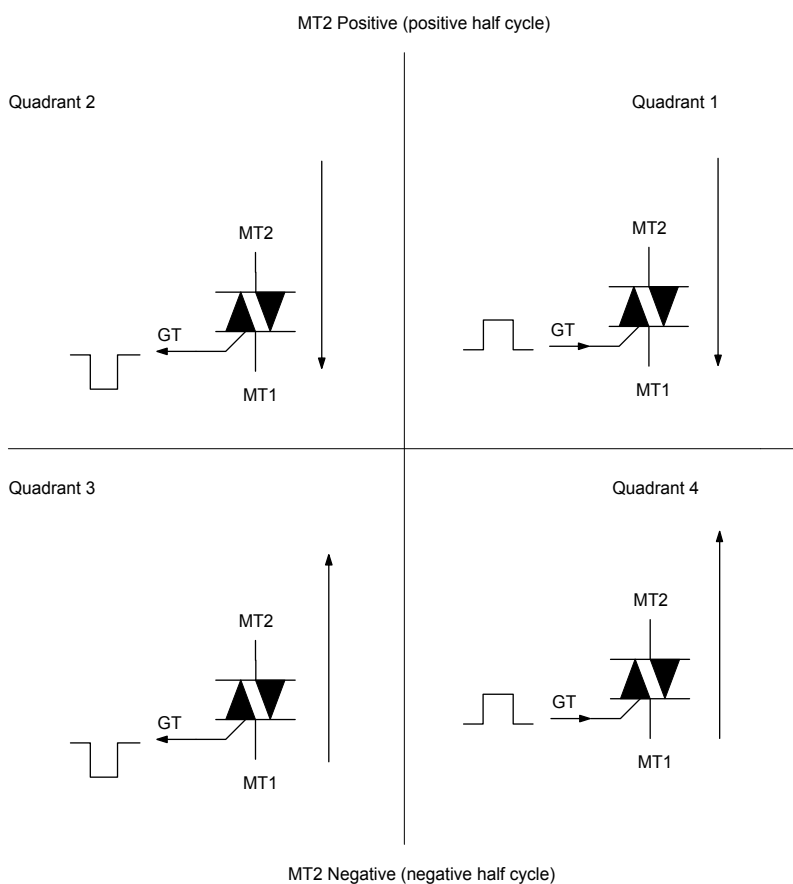 MT2 Positive (positive half cycle)
Quadrant 2
Quadrant 1
MT2
GT
MT1
MT2
GT
MT1
Quadrant 3
Quadrant 4
MT2
GT
MT1
MT2
GT
MT1
MT2 Negative (negative half cycle)